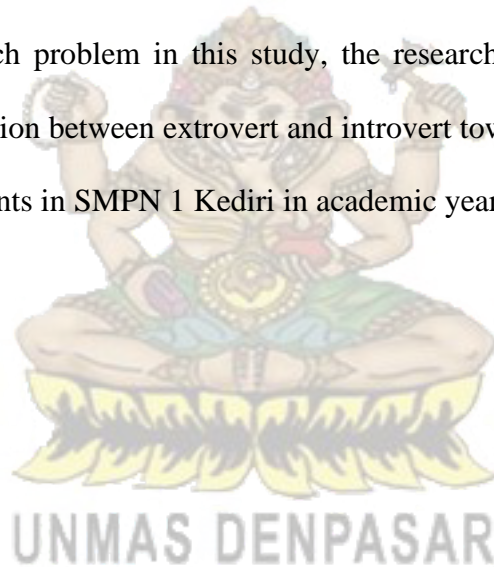 ch problem in this study, the research
ion between extrovert and introvert tow
nts in SMPN 1 Kediri in academic year
UNMAS DENPASAR